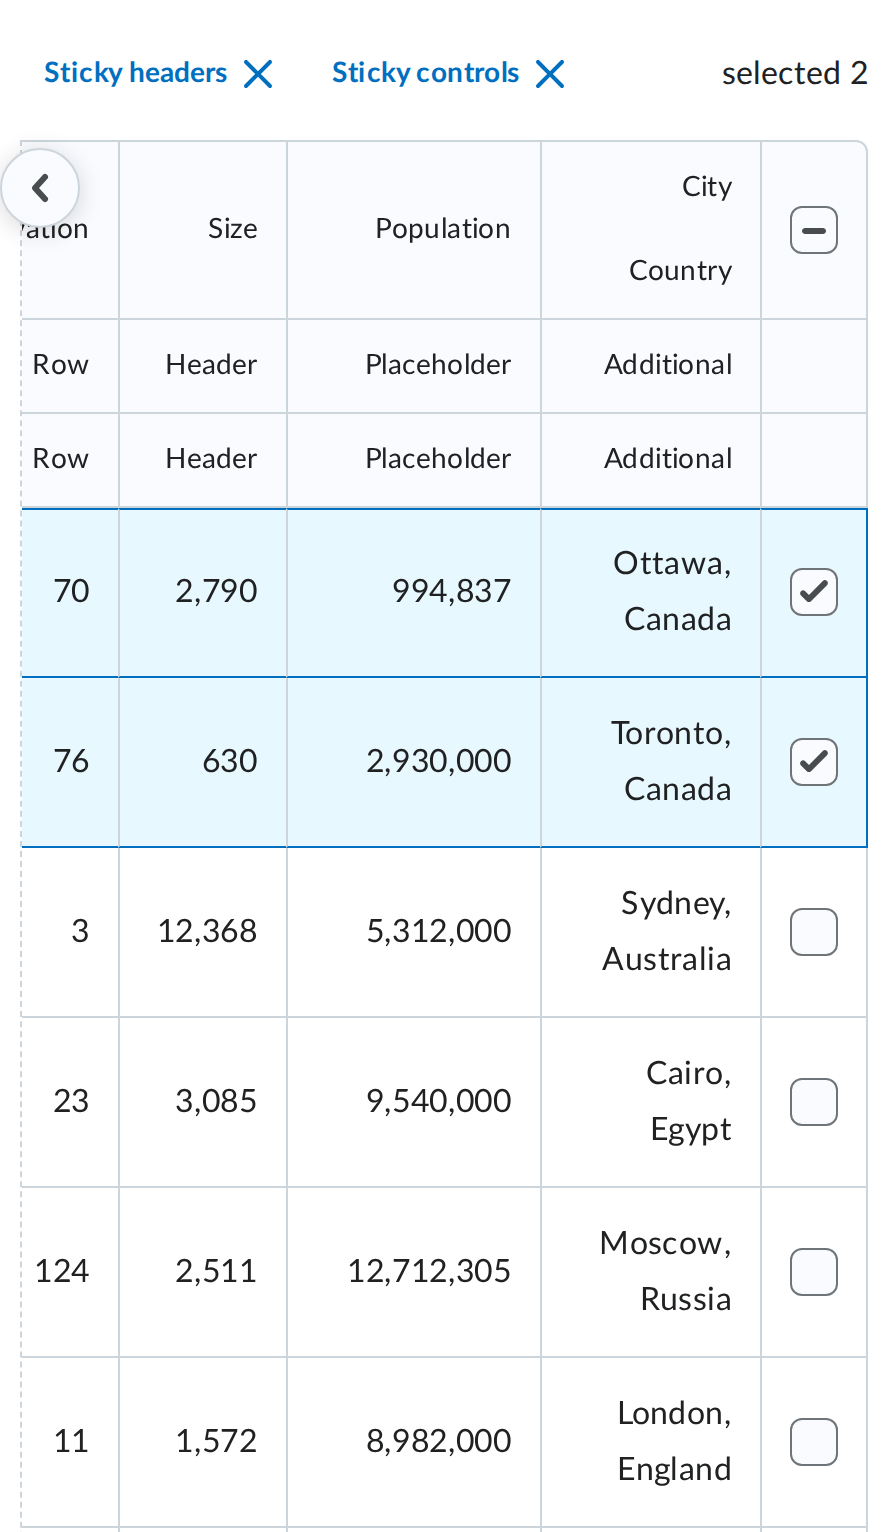 Sticky headers Sticky controls selected 2
City
ation Size Population
Country
Row Header Placeholder Additional
Row Header Placeholder Additional
70 2,790 994,837 Ottawa,
Canada
76 630 2,930,000 Toronto,
Canada
3 12,368 5,312,000 Sydney,
Australia
23 3,085 9,540,000 Cairo,
Egypt
124 2,511 12,712,305 Moscow,
Russia
11 1,572 8,982,000 London,
England